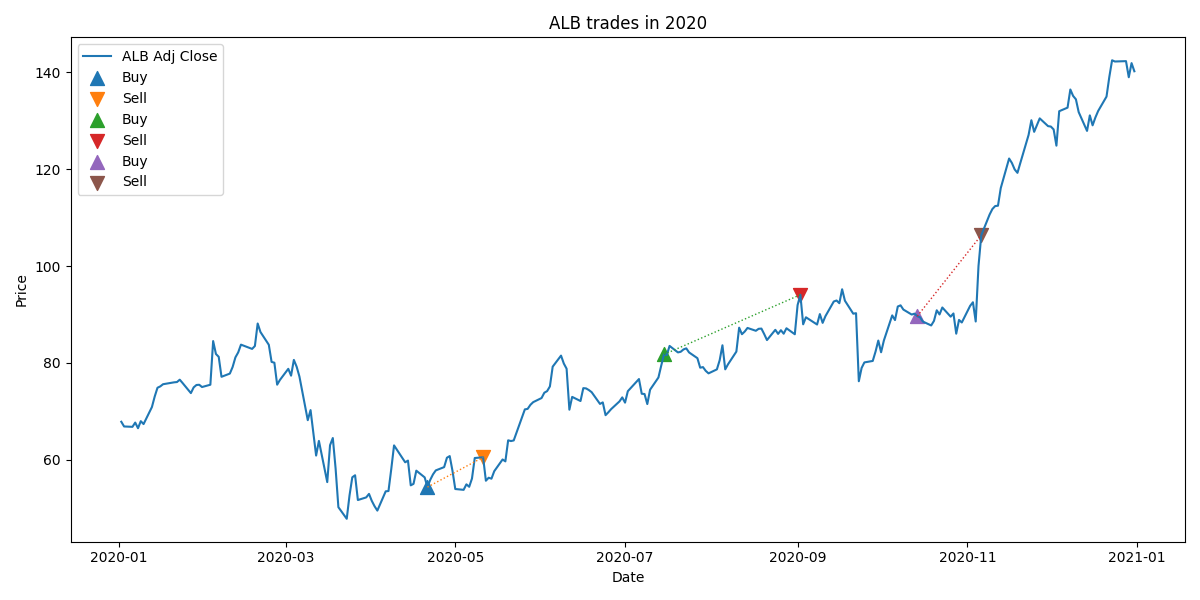 ALB trades in 2020
ALB Adj Close
Buy
Sell
Buy
Sell
Buy
Sell
Price
140
120
100
80
60
2020-01
2020-03
2020-05
2020-07
2020-09
2020-11
2021-01
Date